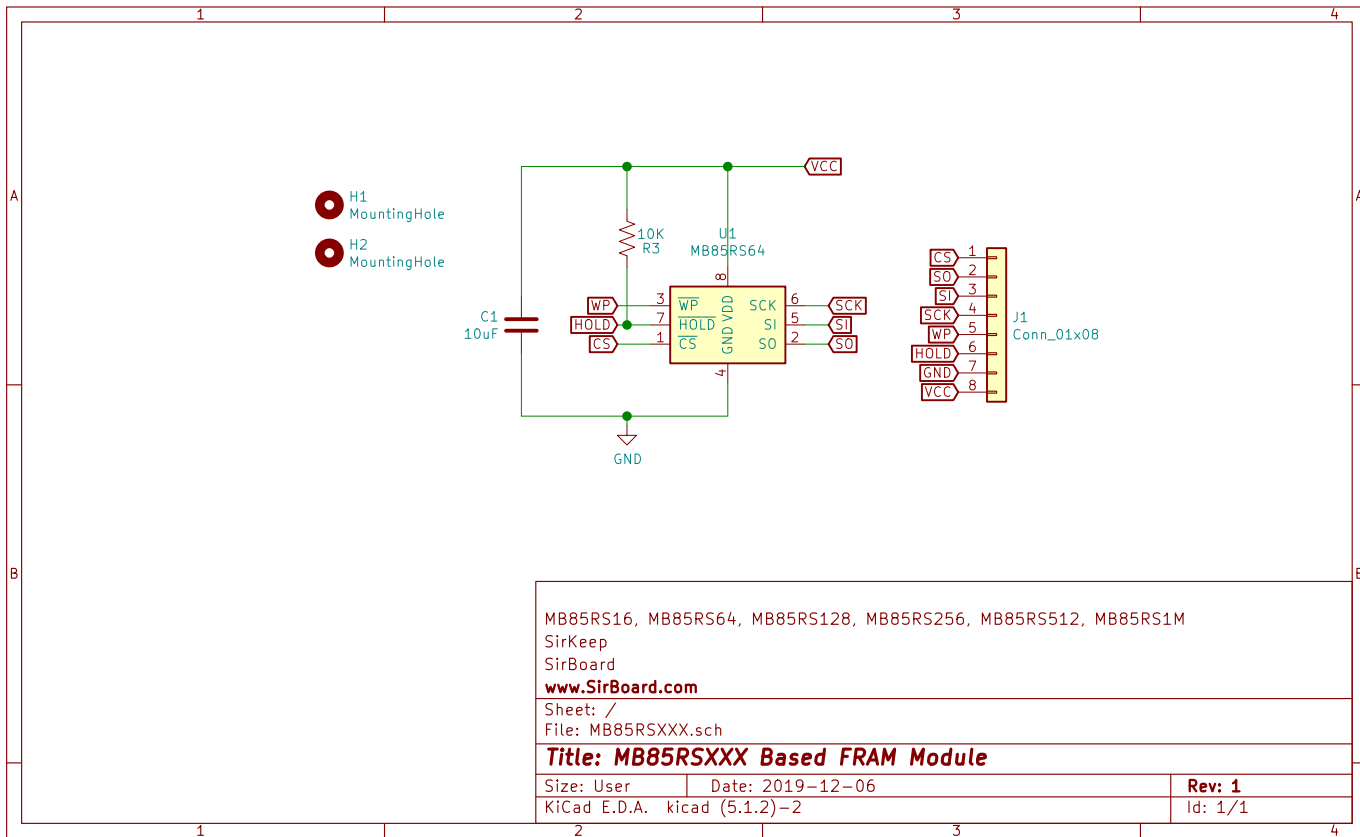 1 2 3 4
A A
B B
H1
MountingHole
H2
MountingHole
VCC
10K
R3
U1
MB85RS64
C1
10uF
WP 3 WP
HOLD 7 HOLD
CS 1 CS
8
VDD
GND
4
SCK 6 SCK
SI 5 SI
SO 2 SO
GND
CS 1
SO 2
SI 3
SCK 4
WP 5
HOLD 6
GND 7
VCC 8
J1
Conn_01x08
MB85RS16, MB85RS64, MB85RS128, MB85RS256, MB85RS512, MB85RS1M
SirKeep
SirBoard
www.SirBoard.com
Sheet: /
File: MB85RSXXX.sch
Title: MB85RSXXX Based FRAM Module
Size: User Date: 2019-12-06 Rev: 1
KiCad E.D.A. kicad (5.1.2)-2 Id: 1/1
1 2 3 4